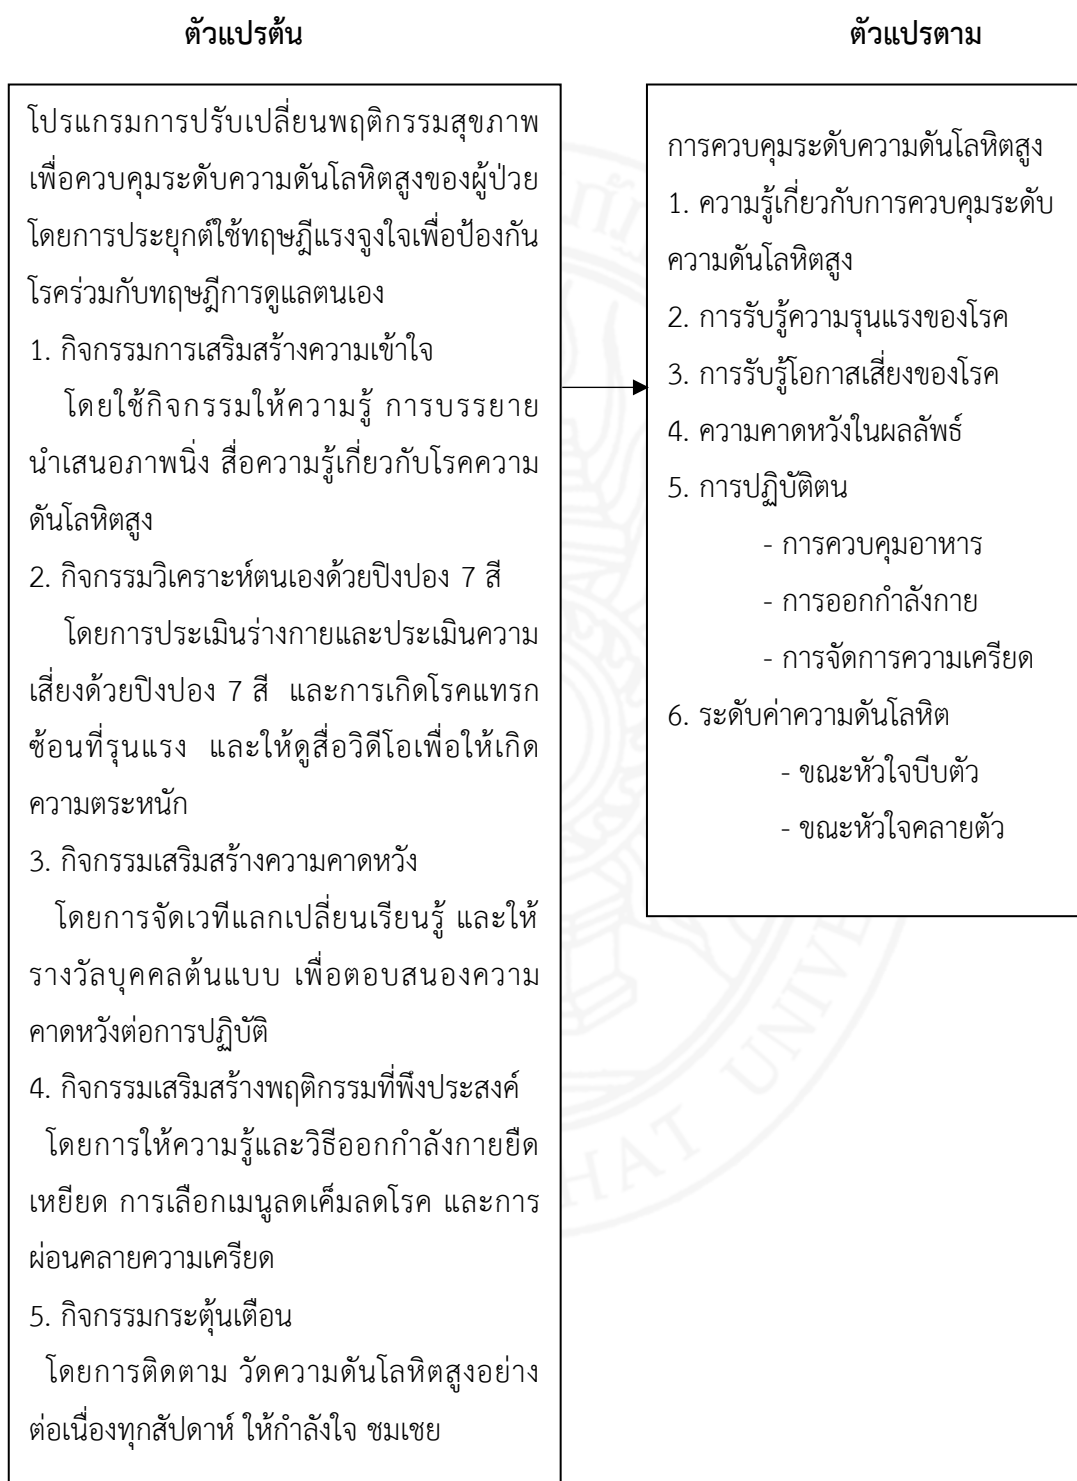 ตัวแปรต้น
ตัวแปรตาม
โปรแกรมการปรับเปลี่ยนพฤติกรรมสุขภาพ
เพื่อควบคุมระดับความดันโลหิตสูงของผู้ป่วย
โดยการประยุกต์ใช้ทฤษฎีแรงจูงใจเพื่อป้องกัน
โรคร่วมกับทฤษฎีการดูแลตนเอง
1. กิจกรรมการเสริมสร้างความเข้าใจ
โดยใช้กิจกรรมให้ความรู้ การบรรยาย
นำเสนอภาพนิ่ง สื่อความรู้เกี่ยวกับโรคความ
ดันโลหิตสูง
2. กิจกรรมวิเคราะห์ตนเองด้วยปิงปอง 7 สี
โดยการประเมินร่างกายและประเมินความ
เสี่ยงด้วยปิงปอง 7 สี และการเกิดโรคแทรก
ซ้อนที่รุนแรง และให้ดูสื่อวิดีโอเพื่อให้เกิด
ความตระหนัก
3. กิจกรรมเสริมสร้างความคาดหวัง
โดยการจัดเวทีแลกเปลี่ยนเรียนรู้ และให้
รางวัลบุคคลต้นแบบ เพื่อตอบสนองความ
คาดหวังต่อการปฏิบัติ
4. กิจกรรมเสริมสร้างพฤติกรรมที่พึงประสงค์
โดยการให้ความรู้และวิธีออกกำลังกายยืด
เหยียด การเลือกเมนูลดเค็มลดโรค และการ
ผ่อนคลายความเครียด
5. กิจกรรมกระตุ้นเตือน
โดยการติดตาม วัดความดันโลหิตสูงอย่าง
ต่อเนื่องทุกสัปดาห์ ให้กำลังใจ ชมเชย
การควบคุมระดับความดันโลหิตสูง
1. ความรู้เกี่ยวกับการควบคุมระดับ
ความดันโลหิตสูง
2. การรับรู้ความรุนแรงของโรค
3. การรับรู้โอกาสเสี่ยงของโรค
4. ความคาดหวังในผลลัพธ์
5. การปฏิบัติตน
- การควบคุมอาหาร
- การออกกำลังกาย
- การจัดการความเครียด
6. ระดับค่าความดันโลหิต
- ขณะหัวใจบีบตัว
- ขณะหัวใจคลายตัว